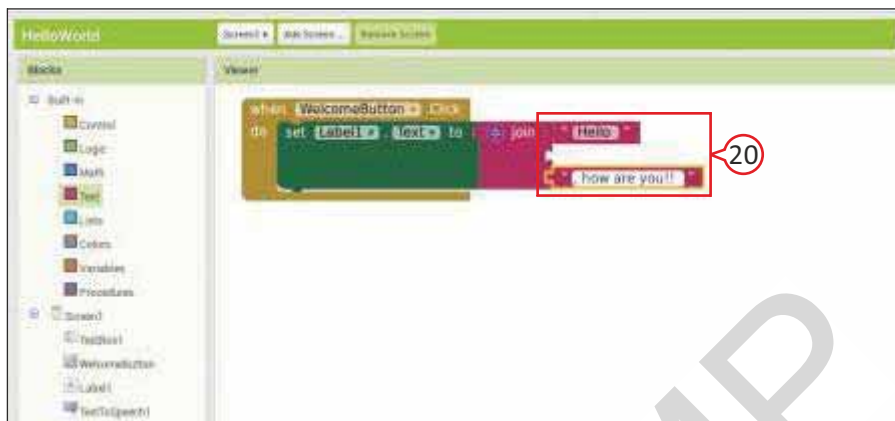 HelloWorld Screen1 Add Screen ... Remove Screen
Blocks Viewer
Built-in
Control
Logic
Math
Text
Lists
Colors
Variables
Procedures
Screen1
TextBox1
WelcomeButton
Label1
TextToSpeech1
when WelcomeButton .Click
do set Label1 . Text to join " Hello "
" , how are you!! "
20